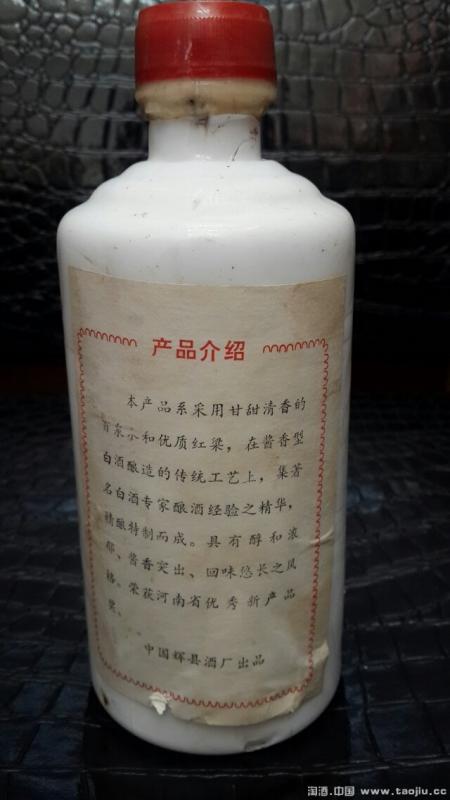 产品介绍
本产品系采用甘甜清香的
百泉水和优质红梁，在酱香型
白酒酿造的传统工艺上，集著
名白酒专家酿酒经验之精华，
精酿特制而成。具有醇和浓
郁、酱香突出、回味悠长之风
格。荣获河南省优秀新产品
奖。
中国辉县酒厂出品
淘酒.中国 www.taojiu.cc